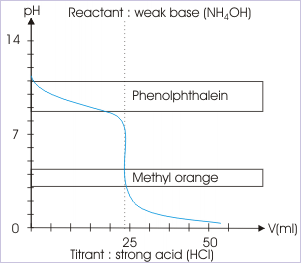 pH
Reactant : weak base (NH₄OH)
14
Phenolphthalein
7
Methyl orange
0
25
50
V(ml)
Titrant : strong acid (HCl)